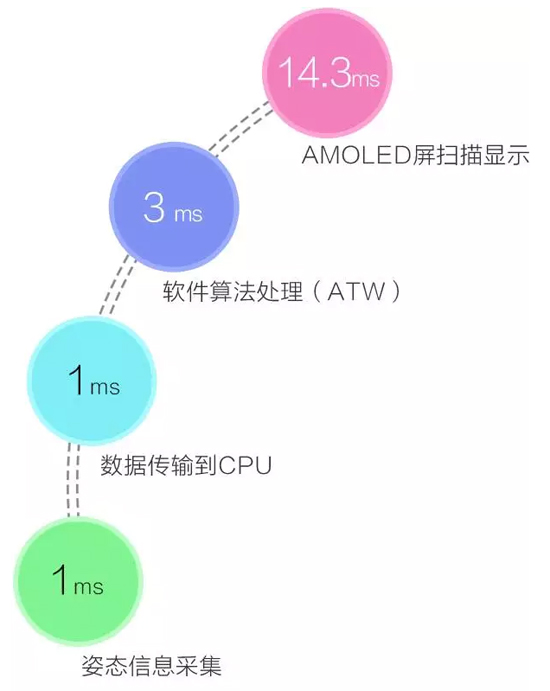 14.3ms
AMOLED屏扫描显示
3 ms
软件算法处理（ATW）
1ms
数据传输到CPU
1ms
姿态信息采集